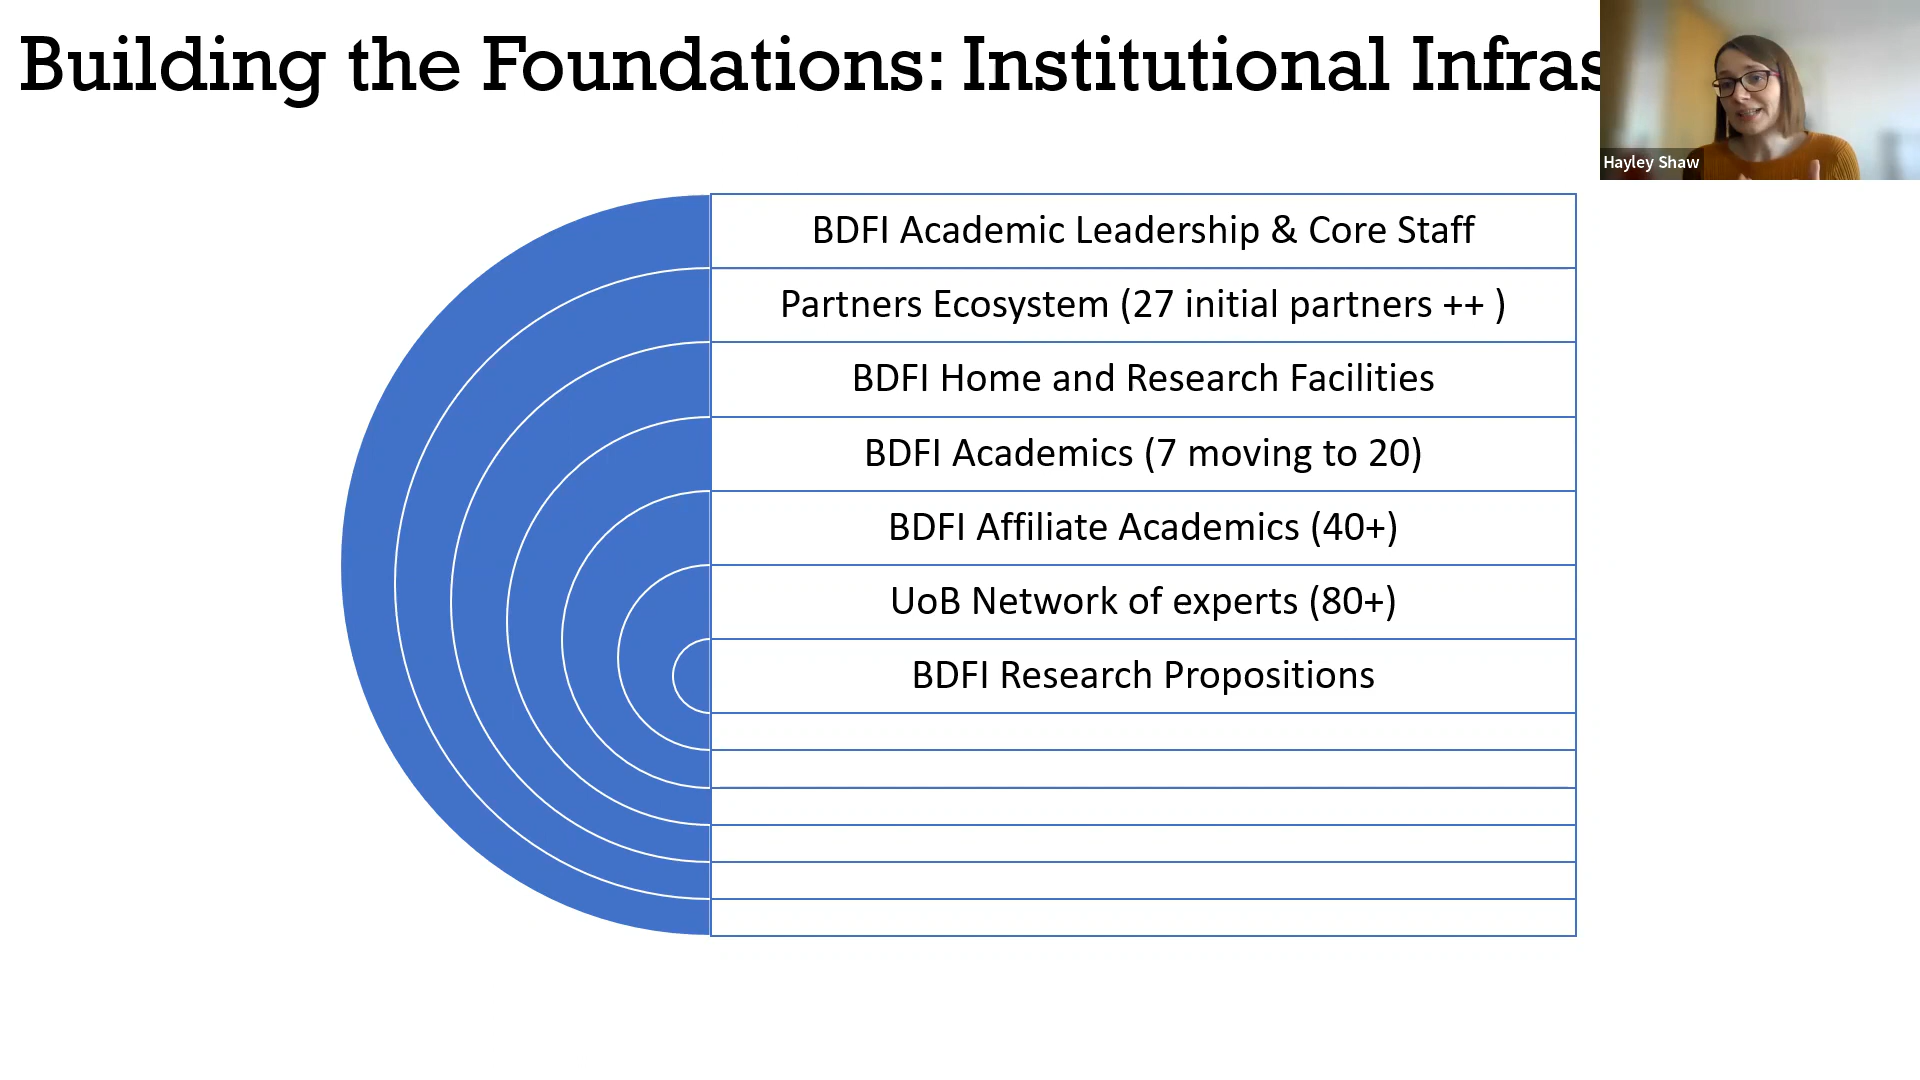 Building the Foundations: Institutional Infras
Hayley Shaw
BDFI Academic Leadership & Core Staff
Partners Ecosystem (27 initial partners ++ )
BDFI Home and Research Facilities
BDFI Academics (7 moving to 20)
BDFI Affiliate Academics (40+)
UoB Network of experts (80+)
BDFI Research Propositions